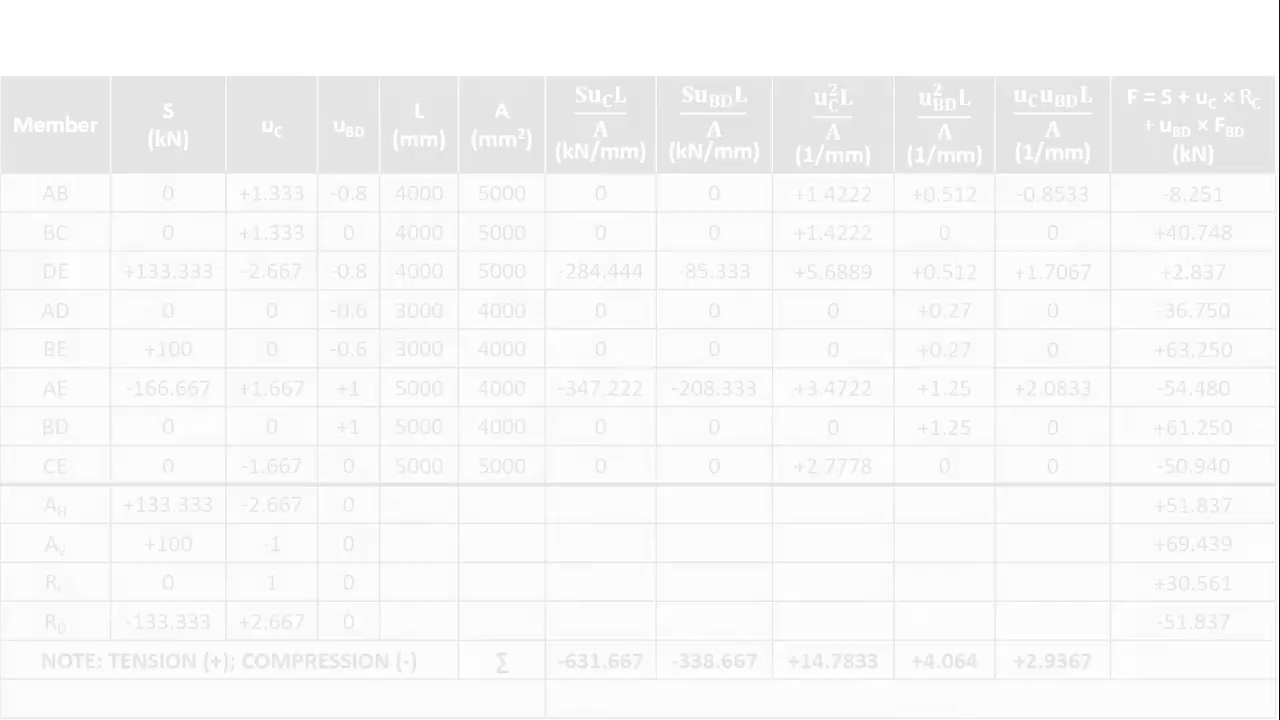 Member | S (kN) | u_C | u_BD | L (mm) | A (mm²) | Su_CL/A (kN/mm) | Su_BDL/A (kN/mm) | u²_CL/A (1/mm) | u²_BDL/A (1/mm) | u_Cu_BDL/A (1/mm) | F = S + u_C × R_C + u_BD × F_BD (kN)
AB | 0 | +1.333 | -0.8 | 4000 | 5000 | 0 | 0 | +1.4222 | +0.512 | -0.8533 | -8.251
BC | 0 | +1.333 | 0 | 4000 | 5000 | 0 | 0 | +1.4222 | 0 | 0 | +40.748
DE | +133.333 | -2.667 | -0.8 | 4000 | 5000 | -284.444 | -85.333 | +5.6889 | +0.512 | +1.7067 | +2.837
AD | 0 | 0 | -0.6 | 3000 | 4000 | 0 | 0 | 0 | +0.27 | 0 | -36.750
BE | +100 | 0 | -0.6 | 3000 | 4000 | 0 | 0 | 0 | +0.27 | 0 | +63.250
AE | -166.667 | +1.667 | +1 | 5000 | 4000 | -347.222 | -208.333 | +3.4722 | +1.25 | +2.0833 | -54.480
BD | 0 | 0 | +1 | 5000 | 4000 | 0 | 0 | 0 | +1.25 | 0 | +61.250
CE | 0 | -1.667 | 0 | 5000 | 5000 | 0 | 0 | +2.7778 | 0 | 0 | -50.940
A_H | +133.333 | -2.667 | 0 | +51.837
A_V | +100 | -1 | 0 | +69.439
R_C | 0 | 1 | 0 | +30.561
R_D | -133.333 | +2.667 | 0 | -51.837
NOTE: TENSION (+); COMPRESSION (-) | ∑ | -631.667 | -338.667 | +14.7833 | +4.064 | +2.9367